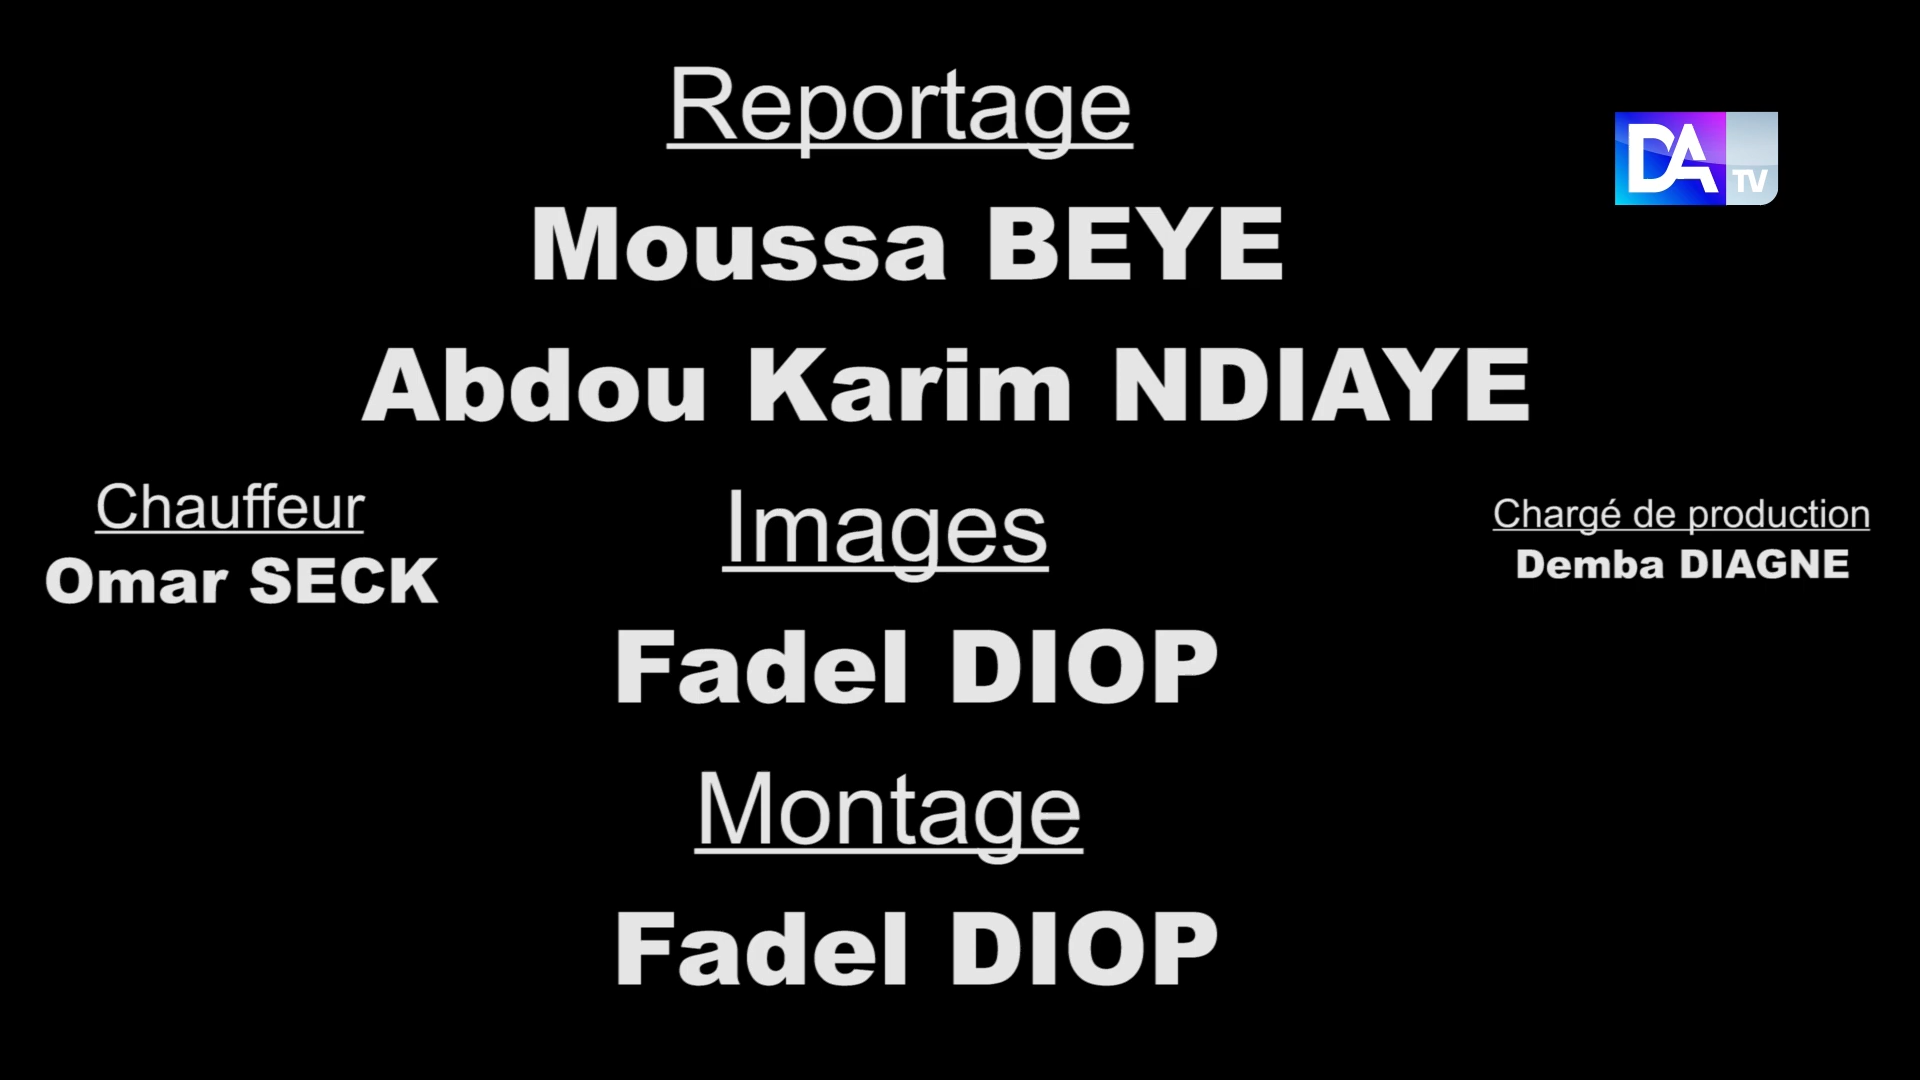 Reportage
DA TV
Moussa BEYE
Abdou Karim NDIAYE
Chauffeur
Omar SECK
Images
Chargé de production
Demba DIAGNE
Fadel DIOP
Montage
Fadel DIOP